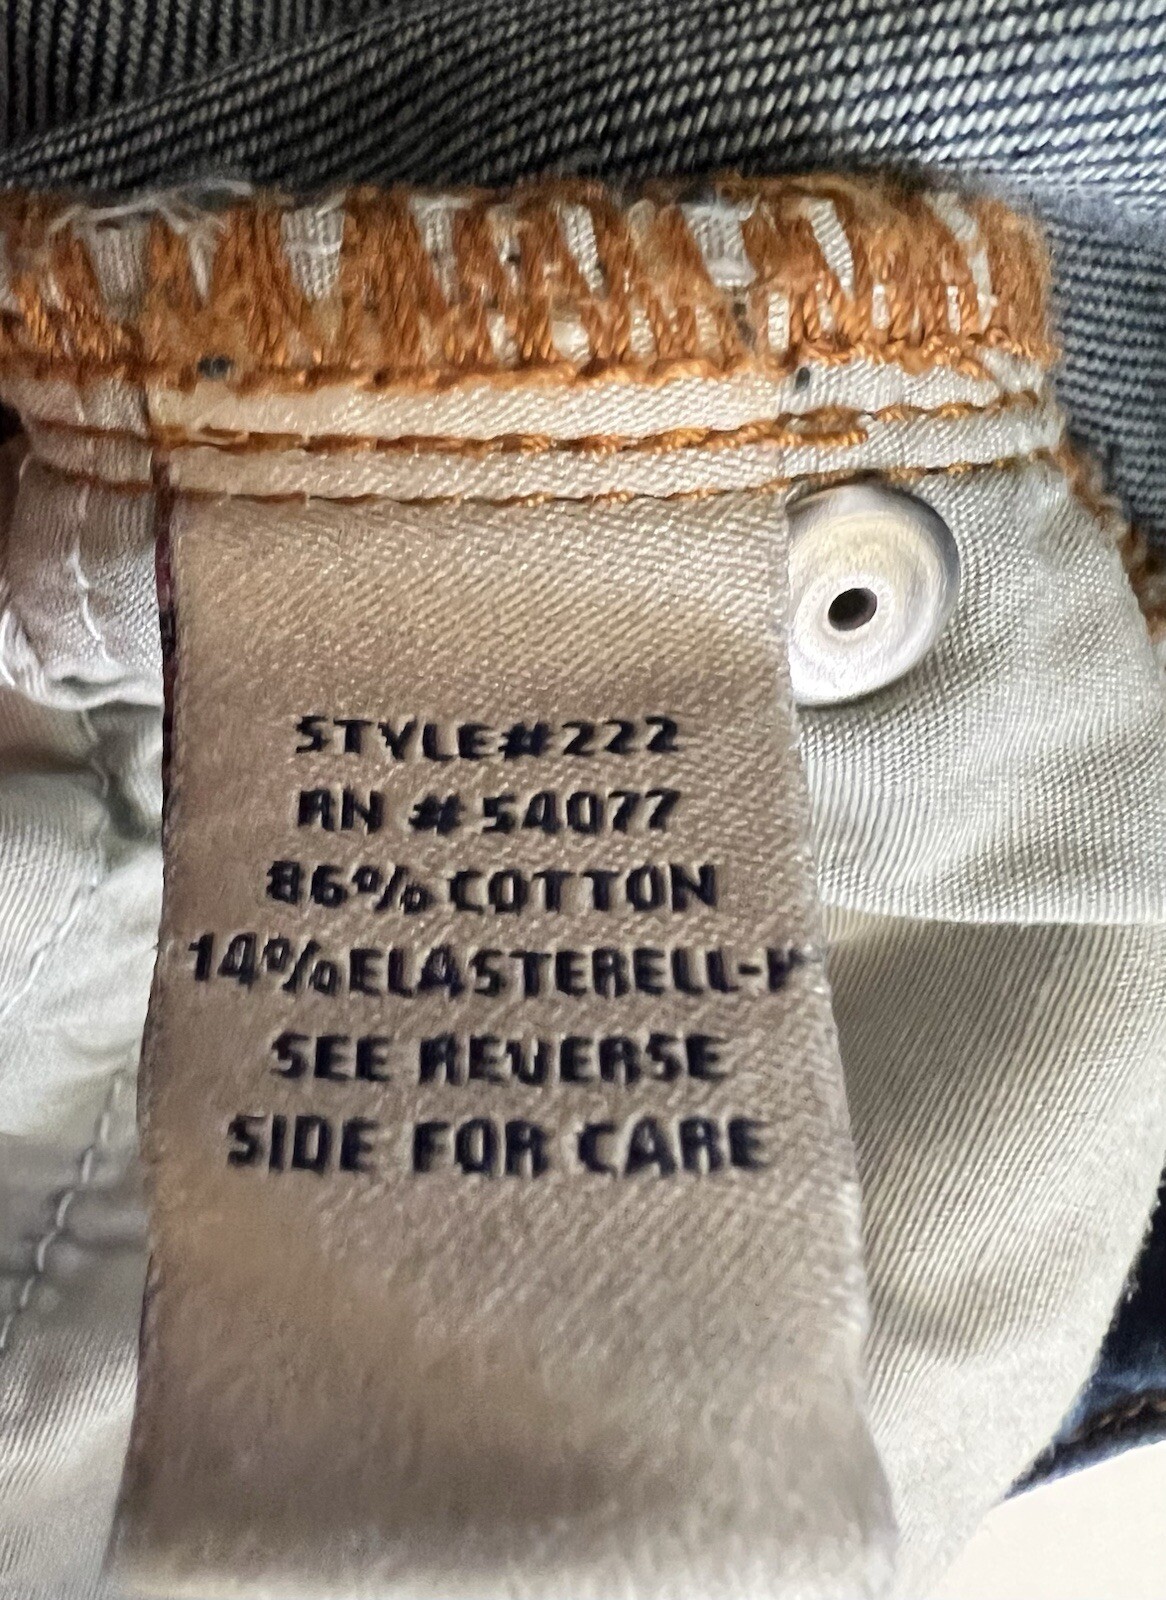 STYLE#222
RN #54077
86% COTTON
14% ELASTERELL-P
SEE REVERSE
SIDE FOR CARE